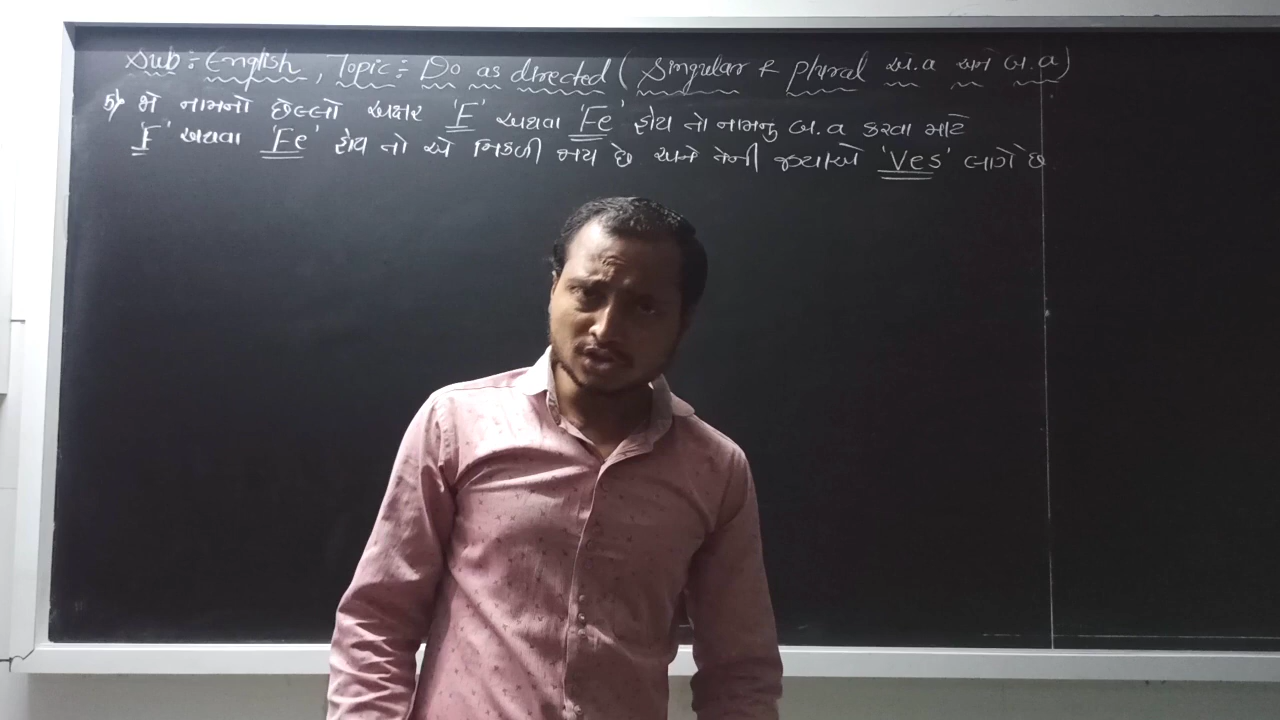 Sub:- English, Topic:- Do as directed ( Singular & plural એ.વ અને બ.વ )
5) જો નામનો છેલ્લો અક્ષર 'F' અથવા 'Fe' હોય તો નામનુ બ.વ કરવા માટે
'F' અથવા 'Fe' હોય તો એ નિકળી જાય છે અને તેની જગ્યાએ 'Ves' લાગે છે